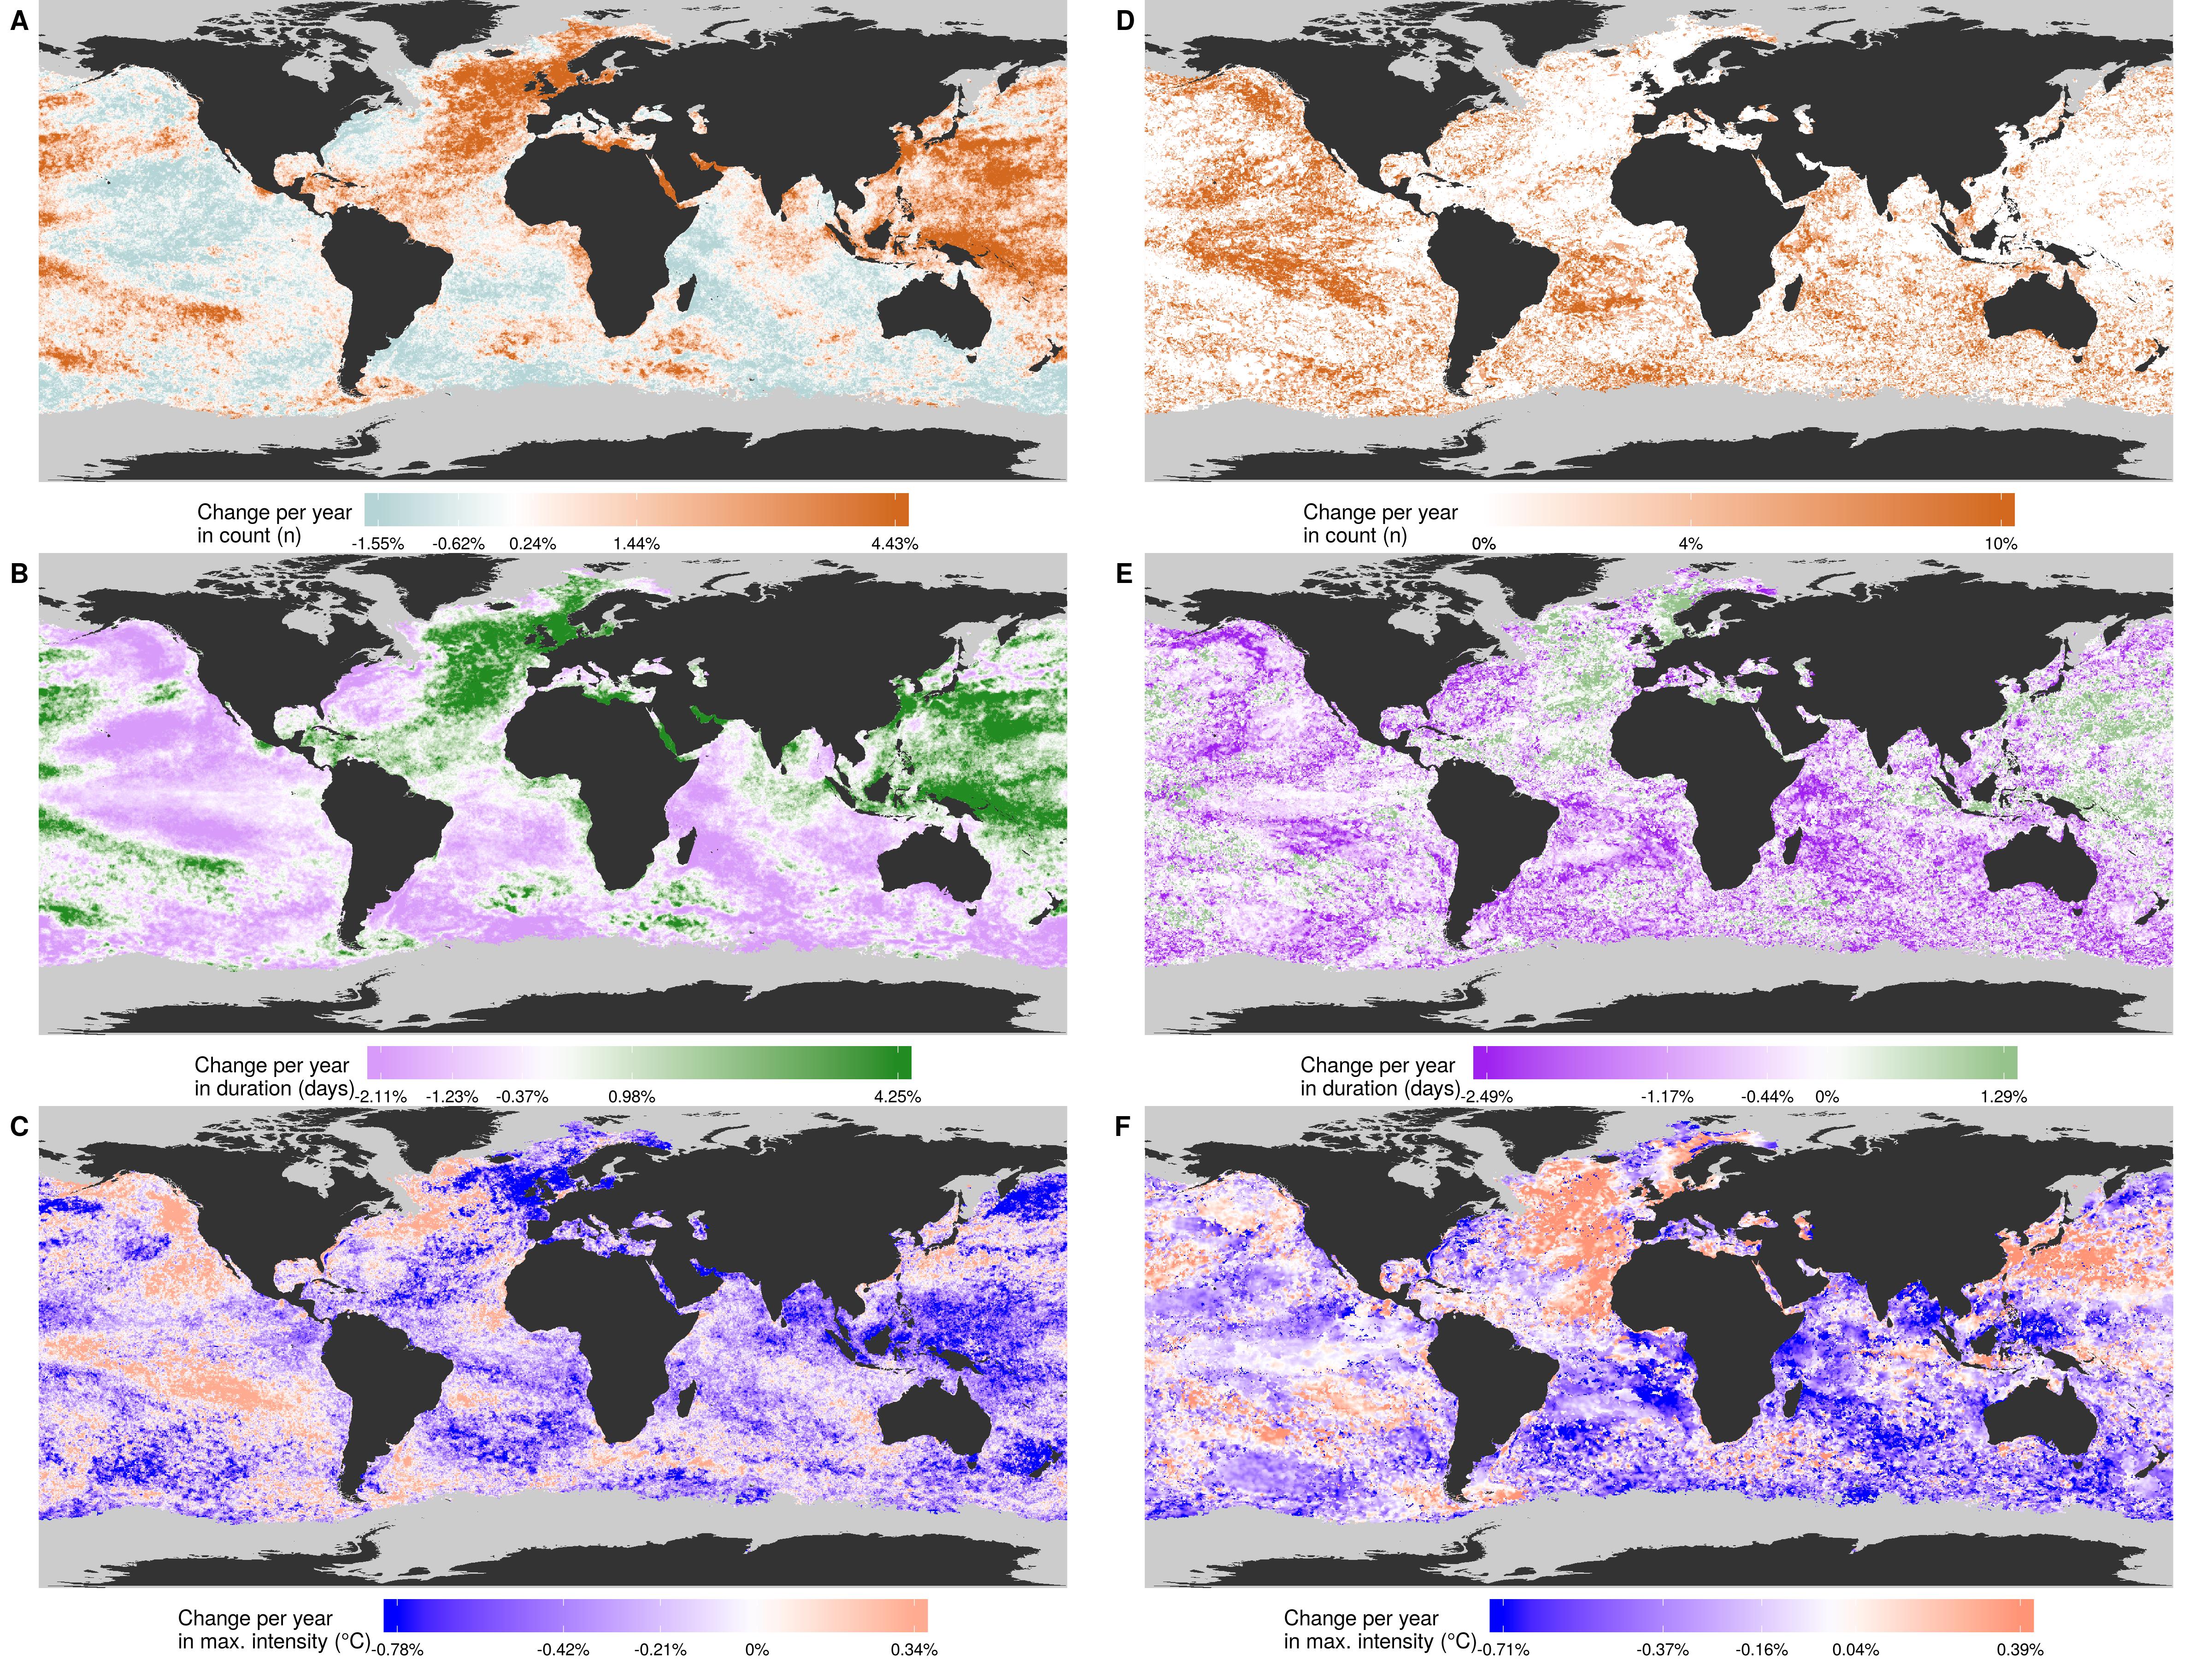 A
Change per year
in count (n)
-1.55% -0.62% 0.24% 1.44% 4.43%
B
Change per year
in duration (days)
-2.11% -1.23% -0.37% 0.98% 4.25%
C
Change per year
in max. intensity (°C)
-0.78% -0.42% -0.21% 0% 0.34%
D
Change per year
in count (n)
0% 4% 10%
E
Change per year
in duration (days)
-2.49% -1.17% -0.44% 0% 1.29%
F
Change per year
in max. intensity (°C)
-0.71% -0.37% -0.16% 0.04% 0.39%